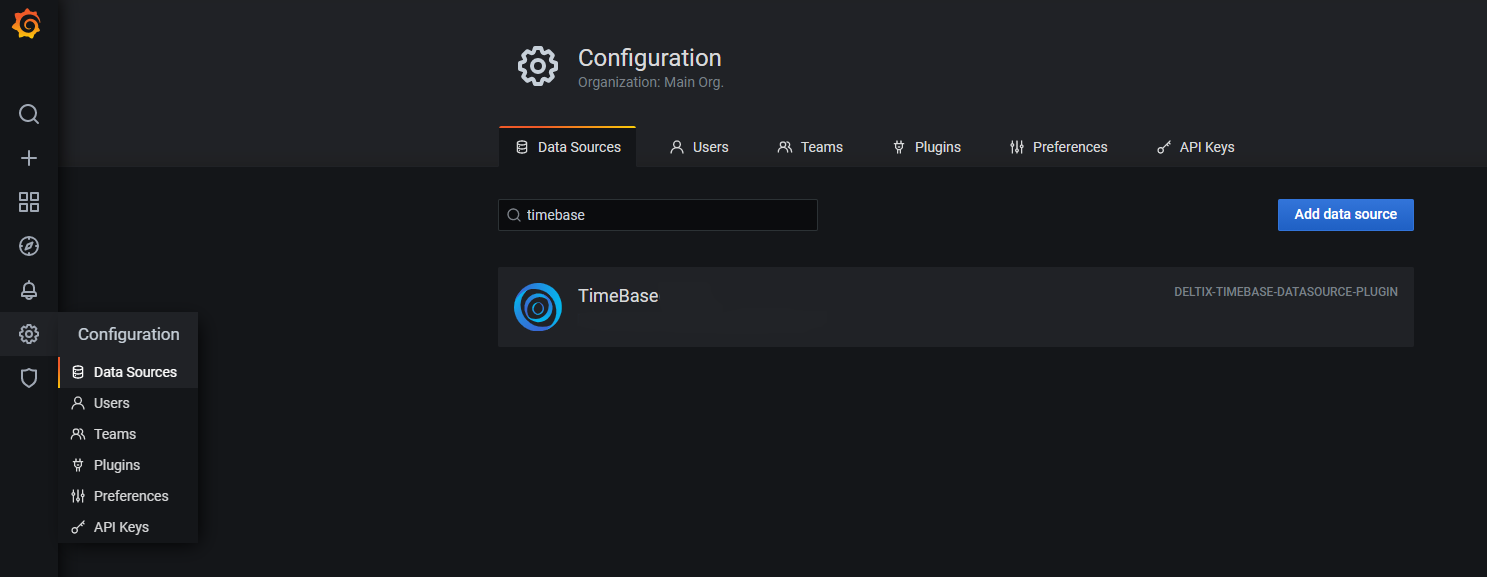 Configuration
Organization: Main Org.
Data Sources Users Teams Plugins Preferences API Keys
timebase
Add data source
TimeBase
DELTIX-TIMEBASE-DATASOURCE-PLUGIN
Configuration
Data Sources
Users
Teams
Plugins
Preferences
API Keys